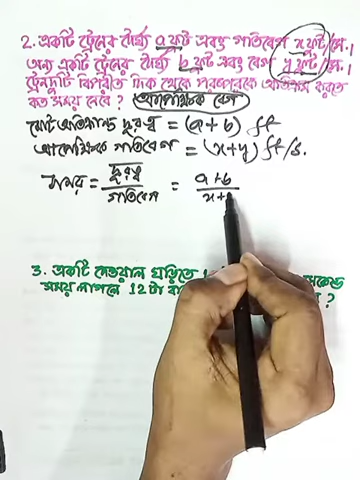 2. একটি ট্রেনের দৈর্ঘ্য a ফুট এবং গতিবেগ x ফুট/সে.।
অন্য একটি ট্রেনের দৈর্ঘ্য b ফুট এবং বেগ y ফুট/সে.।
ট্রেনদুটি বিপরীত দিক থেকে পরস্পরকে অতিক্রম করতে
কত সময় নেবে? আপেক্ষিক বেগ
মোট অতিক্রান্ত দূরত্ব = (a+b) ft
আপেক্ষিক গতিবেগ = (x+y) ft/s.
সময় = দূরত্ব/গতিবেগ = a+b/x+
3. একটি দেওয়াল ঘড়িতে
সময় লাগলে 12 টা ?